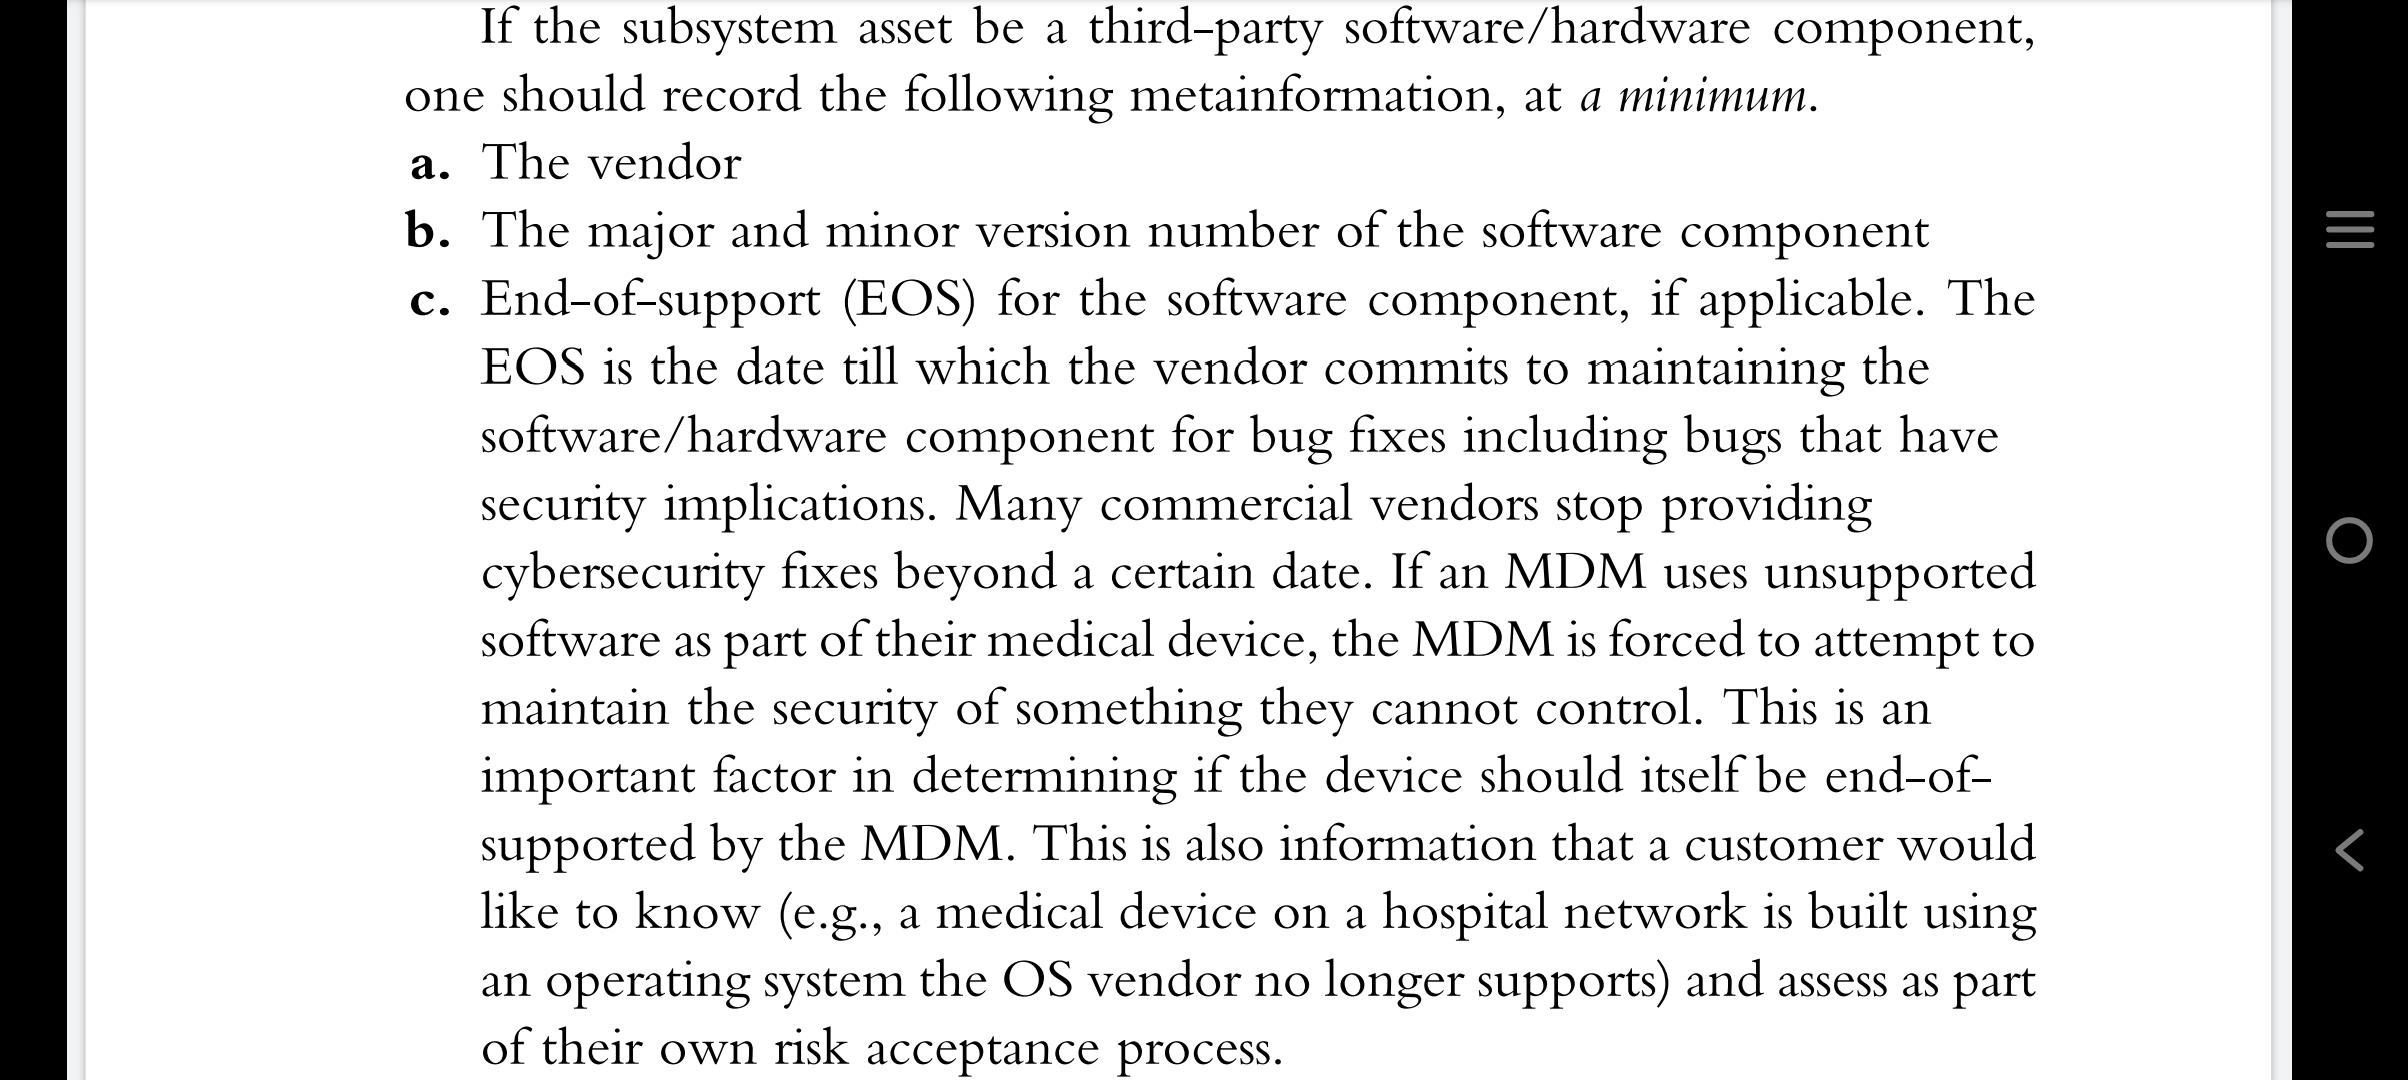 If the subsystem asset be a third-party software/hardware component,
one should record the following metainformation, at a minimum.
a. The vendor
b. The major and minor version number of the software component
c. End-of-support (EOS) for the software component, if applicable. The
EOS is the date till which the vendor commits to maintaining the
software/hardware component for bug fixes including bugs that have
security implications. Many commercial vendors stop providing
cybersecurity fixes beyond a certain date. If an MDM uses unsupported
software as part of their medical device, the MDM is forced to attempt to
maintain the security of something they cannot control. This is an
important factor in determining if the device should itself be end-of-
supported by the MDM. This is also information that a customer would
like to know (e.g., a medical device on a hospital network is built using
an operating system the OS vendor no longer supports) and assess as part
of their own risk acceptance process.